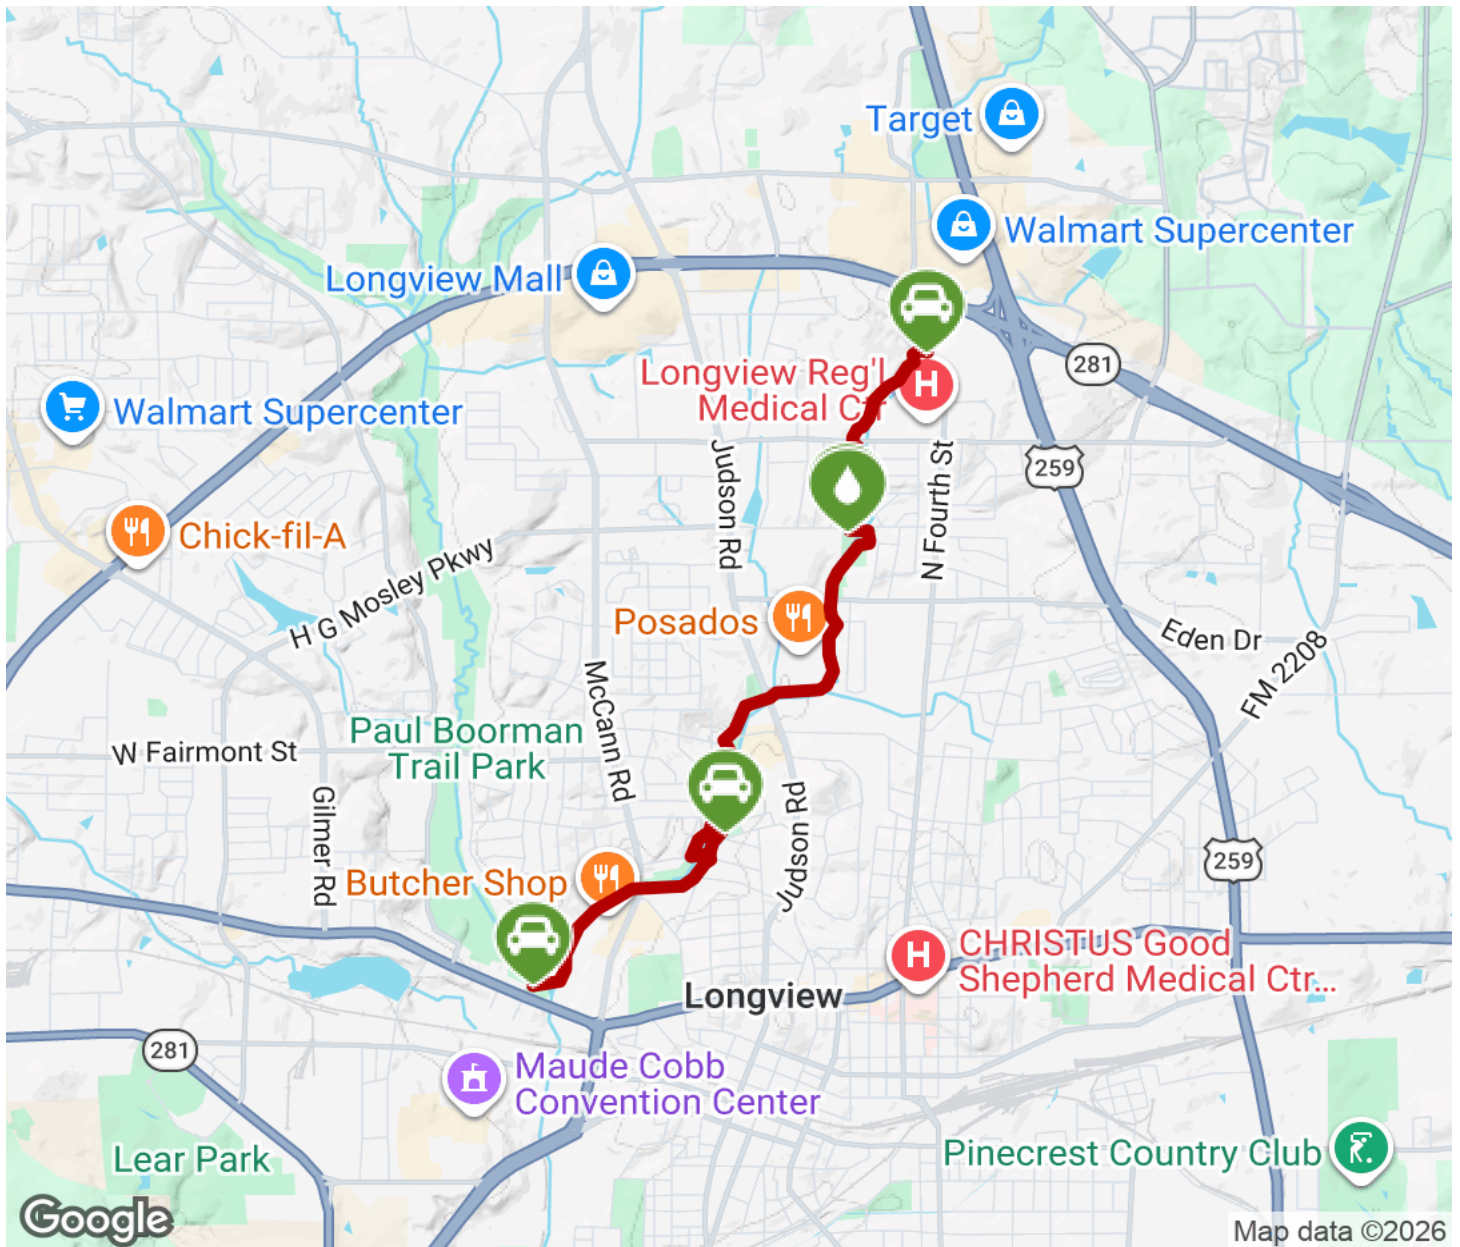 Target
Walmart Supercenter
Longview Mall
281
Longview Reg'l
Medical Ctr
H
Walmart Supercenter
Judson Rd
N Fourth St
259
Chick-fil-A
H G Mosley Pkwy
Posados
Eden Dr
FM 2208
McCann Rd
Paul Boorman
Trail Park
W Fairmont St
Gilmer Rd
Judson Rd
259
Butcher Shop
H
CHRISTUS Good
Shepherd Medical Ctr...
Longview
281
Maude Cobb
Convention Center
Lear Park
Pinecrest Country Club
Google
Map data ©2026